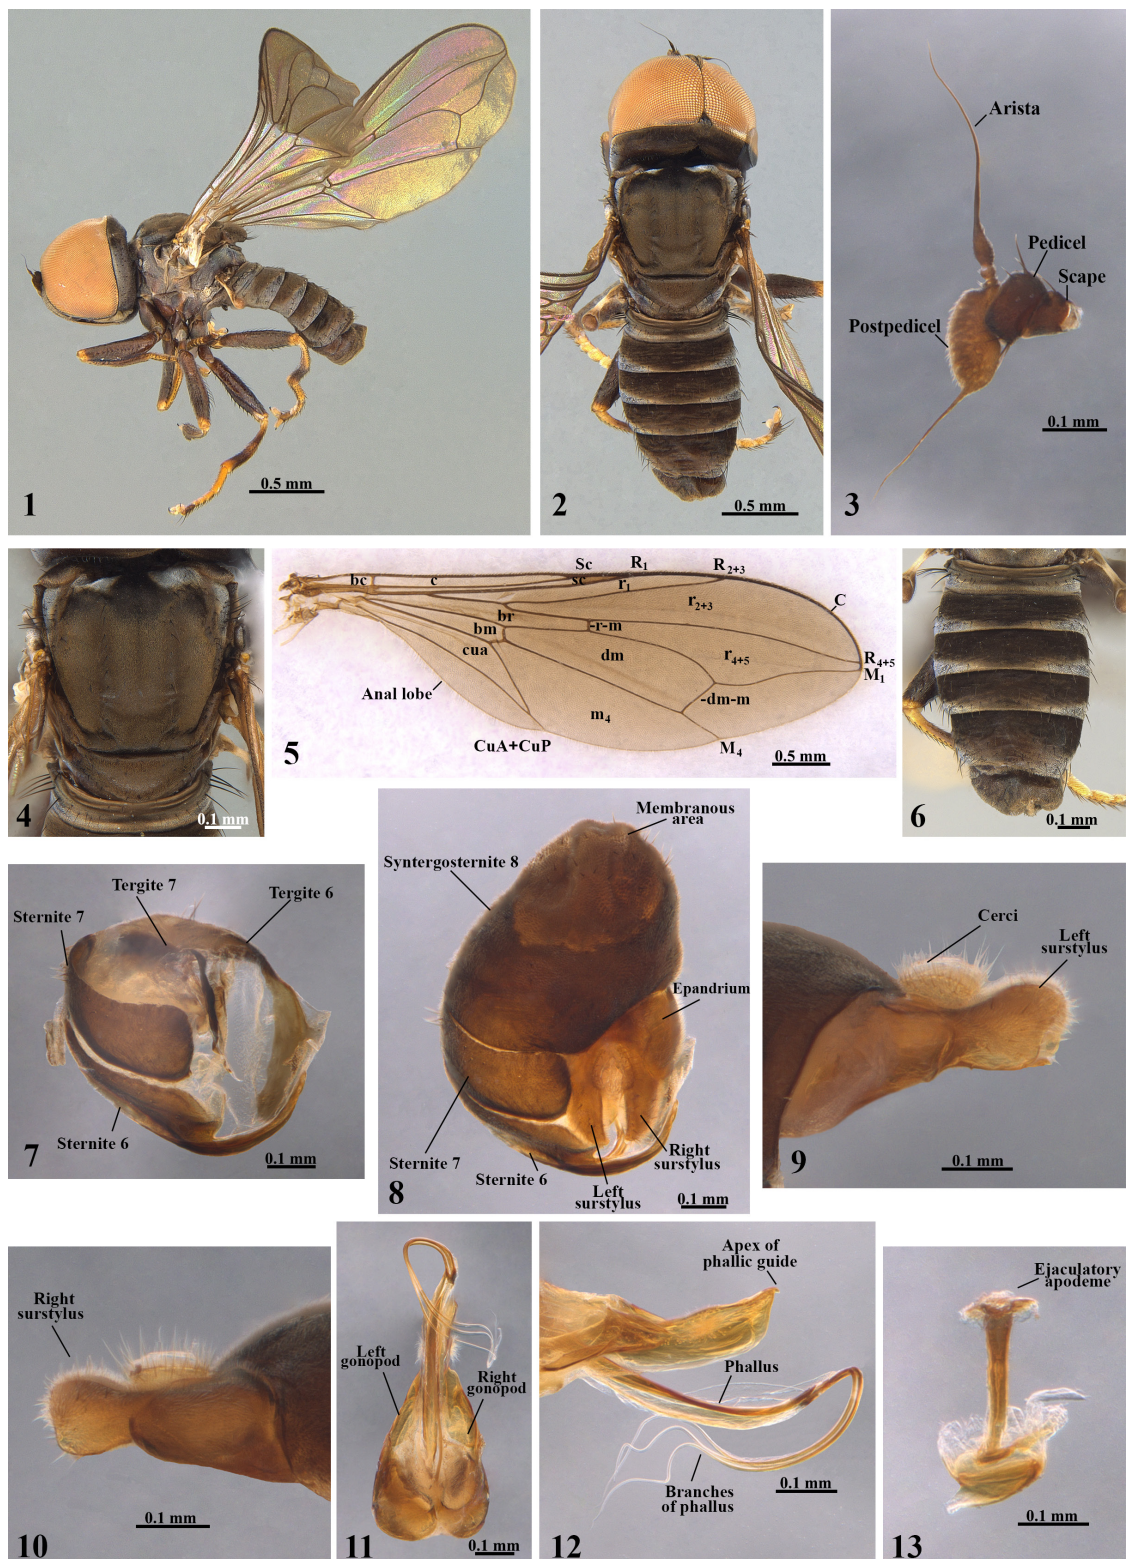 1
0.5 mm
2
0.5 mm
3
Arista
Pedicel
Scape
Postpedicel
0.1 mm
4
0.1 mm
5
bc
c
Sc
sc
R1
r1
R2+3
r2+3
C
br
bm
-r-m
cua
dm
r4+5
R4+5
M1
Anal lobe
-dm-m
m4
CuA+CuP
M4
0.5 mm
6
0.1 mm
7
Tergite 7
Tergite 6
Sternite 7
Sternite 6
0.1 mm
8
Membranous
area
Syntergosternite 8
Epandrium
Sternite 7
Sternite 6
Right
surstylus
Left
surstylus
0.1 mm
9
Cerci
Left
surstylus
0.1 mm
10
Right
surstylus
0.1 mm
11
Left
gonopod
Right
gonopod
0.1 mm
12
Apex of
phallic guide
Phallus
Branches
of phallus
0.1 mm
13
Ejaculatory
apodeme
0.1 mm